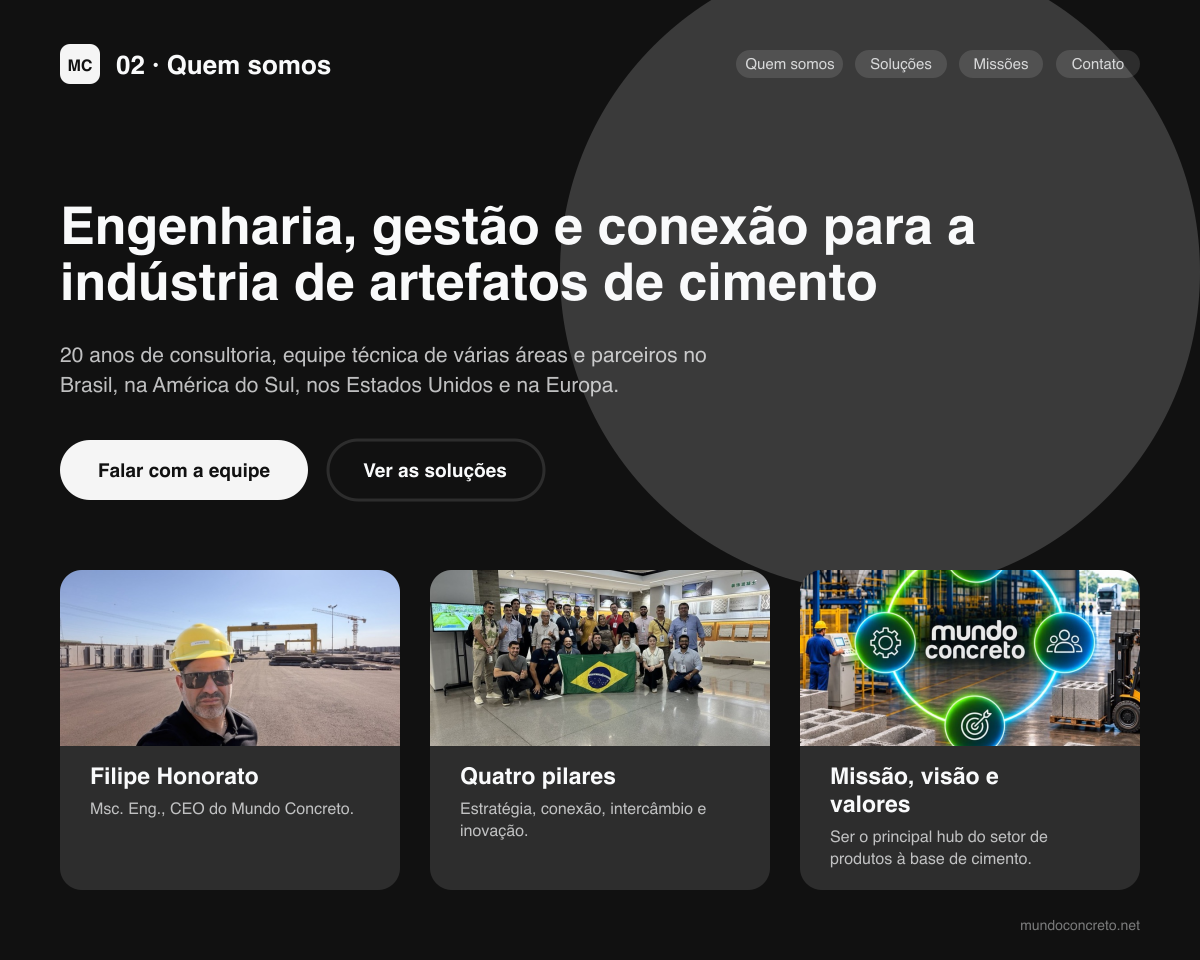 MC
02 · Quem somos
Quem somos
Soluções
Missões
Contato
Engenharia, gestão e conexão para a
indústria de artefatos de cimento
20 anos de consultoria, equipe técnica de várias áreas e parceiros no
Brasil, na América do Sul, nos Estados Unidos e na Europa.
Falar com a equipe
Ver as soluções
mundo
concreto
Filipe Honorato
Msc. Eng., CEO do Mundo Concreto.
Quatro pilares
Estratégia, conexão, intercâmbio e
inovação.
Missão, visão e
valores
Ser o principal hub do setor de
produtos à base de cimento.
mundoconcreto.net